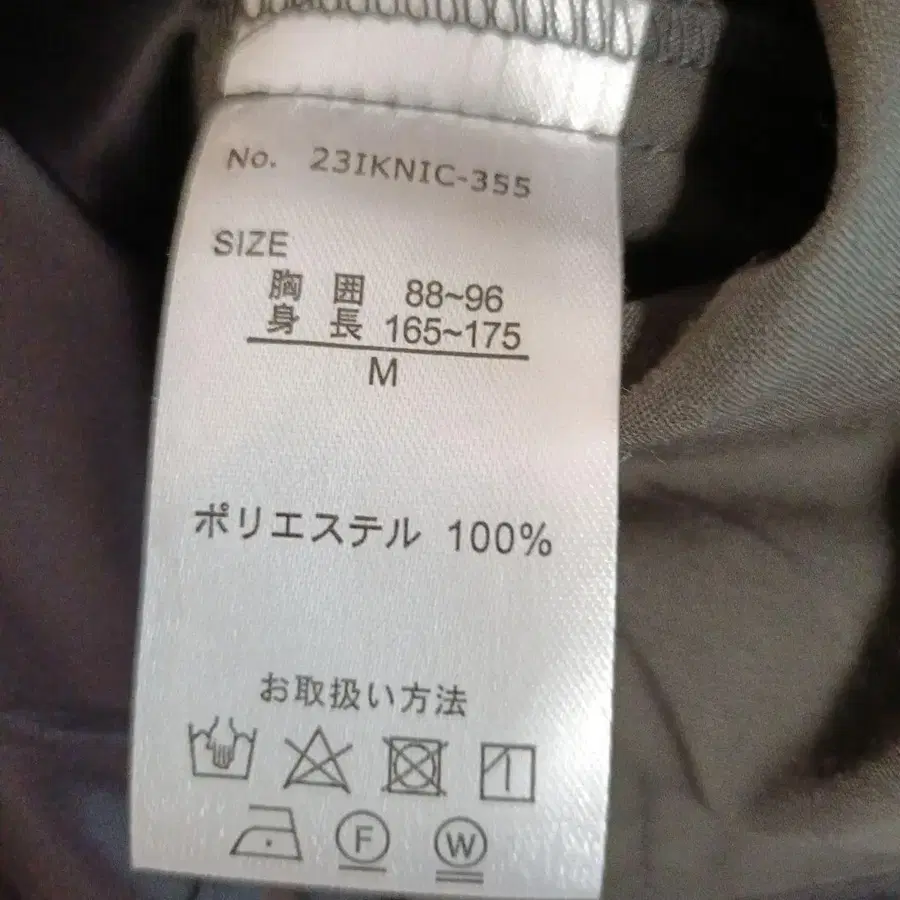 No. 23IKNIC-355
SIZE
胸 囲 88~96
身 長 165~175
M
ポリエステル 100%
お取扱い方法
F W